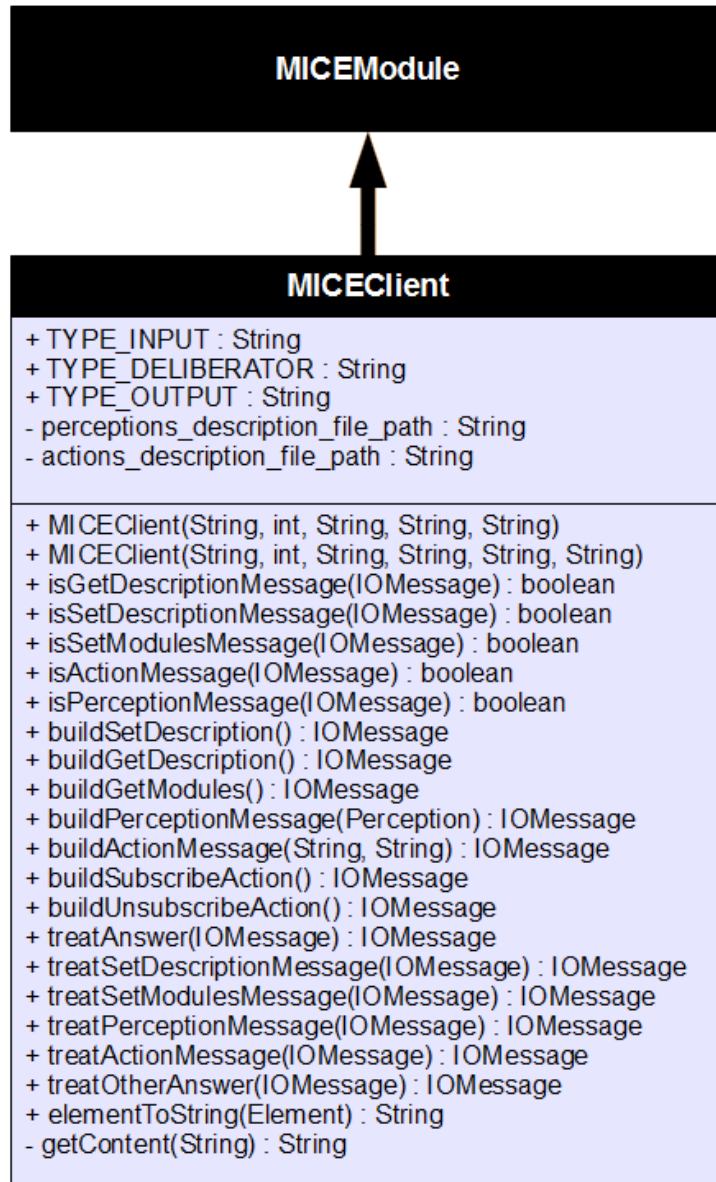 MICEModule
MICEClient
+ TYPE_INPUT : String
+ TYPE_DELIBERATOR : String
+ TYPE_OUTPUT : String
- perceptions_description_file_path : String
- actions_description_file_path : String
+ MICEClient(String, int, String, String, String)
+ MICEClient(String, int, String, String, String, String)
+ isGetDescriptionMessage(IOMessage) : boolean
+ isSetDescriptionMessage(IOMessage) : boolean
+ isSetModulesMessage(IOMessage) : boolean
+ isActionMessage(IOMessage) : boolean
+ isPerceptionMessage(IOMessage) : boolean
+ buildSetDescription() : IOMessage
+ buildGetDescription() : IOMessage
+ buildGetModules() : IOMessage
+ buildPerceptionMessage(Perception) : IOMessage
+ buildActionMessage(String, String) : IOMessage
+ buildSubscribeAction() : IOMessage
+ buildUnsubscribeAction() : IOMessage
+ treatAnswer(IOMessage) : IOMessage
+ treatSetDescriptionMessage(IOMessage) : IOMessage
+ treatSetModulesMessage(IOMessage) : IOMessage
+ treatPerceptionMessage(IOMessage) : IOMessage
+ treatActionMessage(IOMessage) : IOMessage
+ treatOtherAnswer(IOMessage) : IOMessage
+ elementToString(Element) : String
- getContent(String) : String